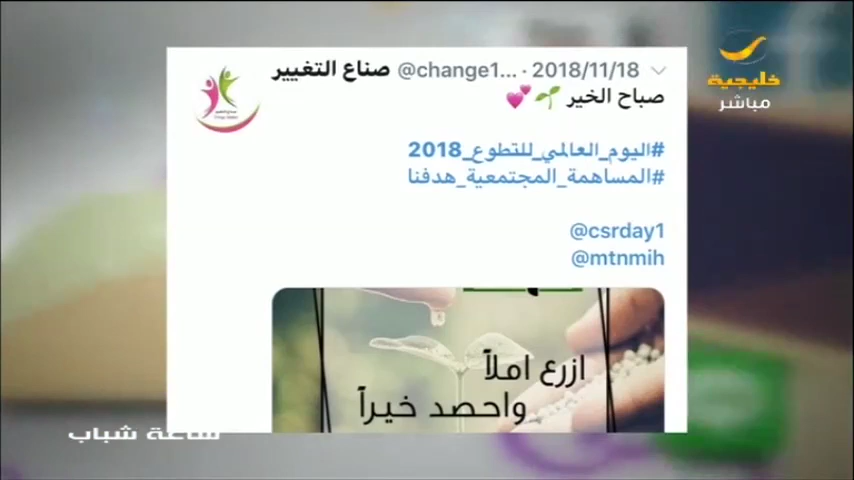 صناع التغيير @change1... · 2018/11/18
صباح الخير 🌱 💕
#اليوم_العالمي_للتطوع_2018
#المساهمة_المجتمعية_هدفنا
@csrday1
@mtnmih
ازرع املاً
واحصد خيراً
خليجية
مباشر
ساعة شباب